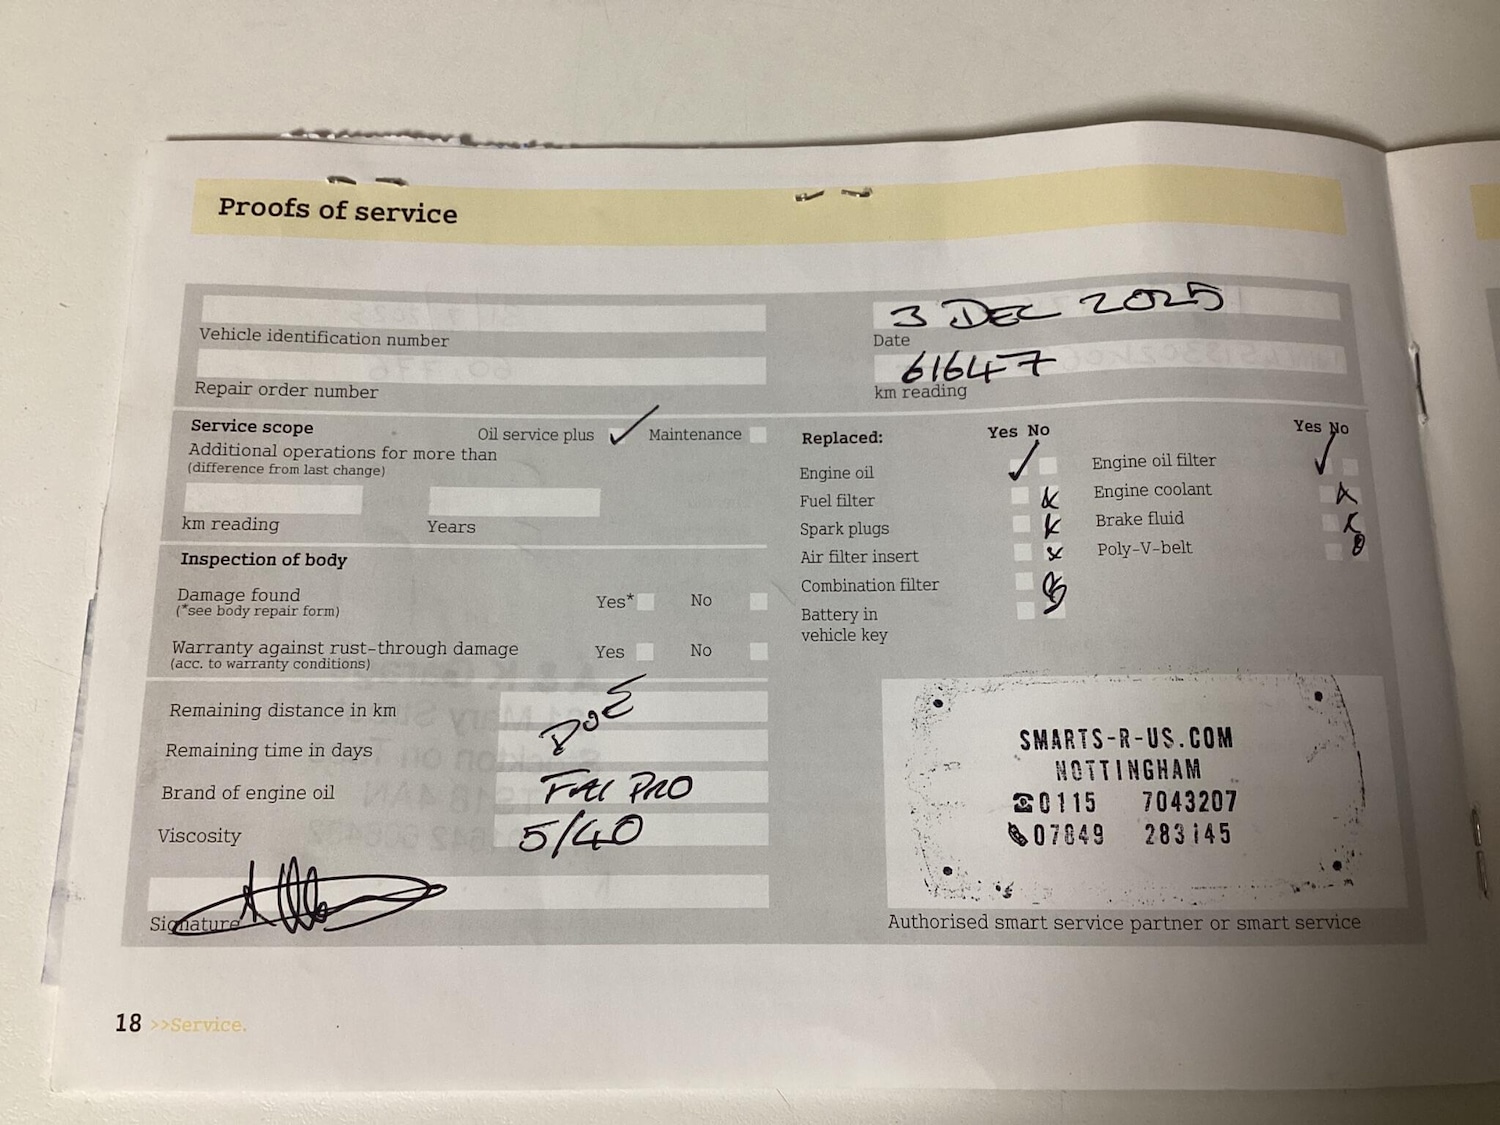 Proofs of service
3 DEC 2025
Vehicle identification number
Date
61647
Repair order number
km reading
Service scope
Oil service plus
Maintenance
Additional operations for more than
(difference from last change)
km reading
Years
Replaced:
Yes No
Yes No
Engine oil
Engine oil filter
Fuel filter
Engine coolant
Spark plugs
Brake fluid
Air filter insert
Poly-V-belt
Combination filter
Battery in
vehicle key
Inspection of body
Damage found
(*see body repair form)
Yes*
No
Warranty against rust-through damage
(acc. to warranty conditions)
Yes
No
Remaining distance in km
DUE
Remaining time in days
Brand of engine oil
PRO
Viscosity
5/40
Signature
SMARTS-R-US.COM
NOTTINGHAM
☎0115 7043207
07849 283145
Authorised smart service partner or smart service
18 >>Service.